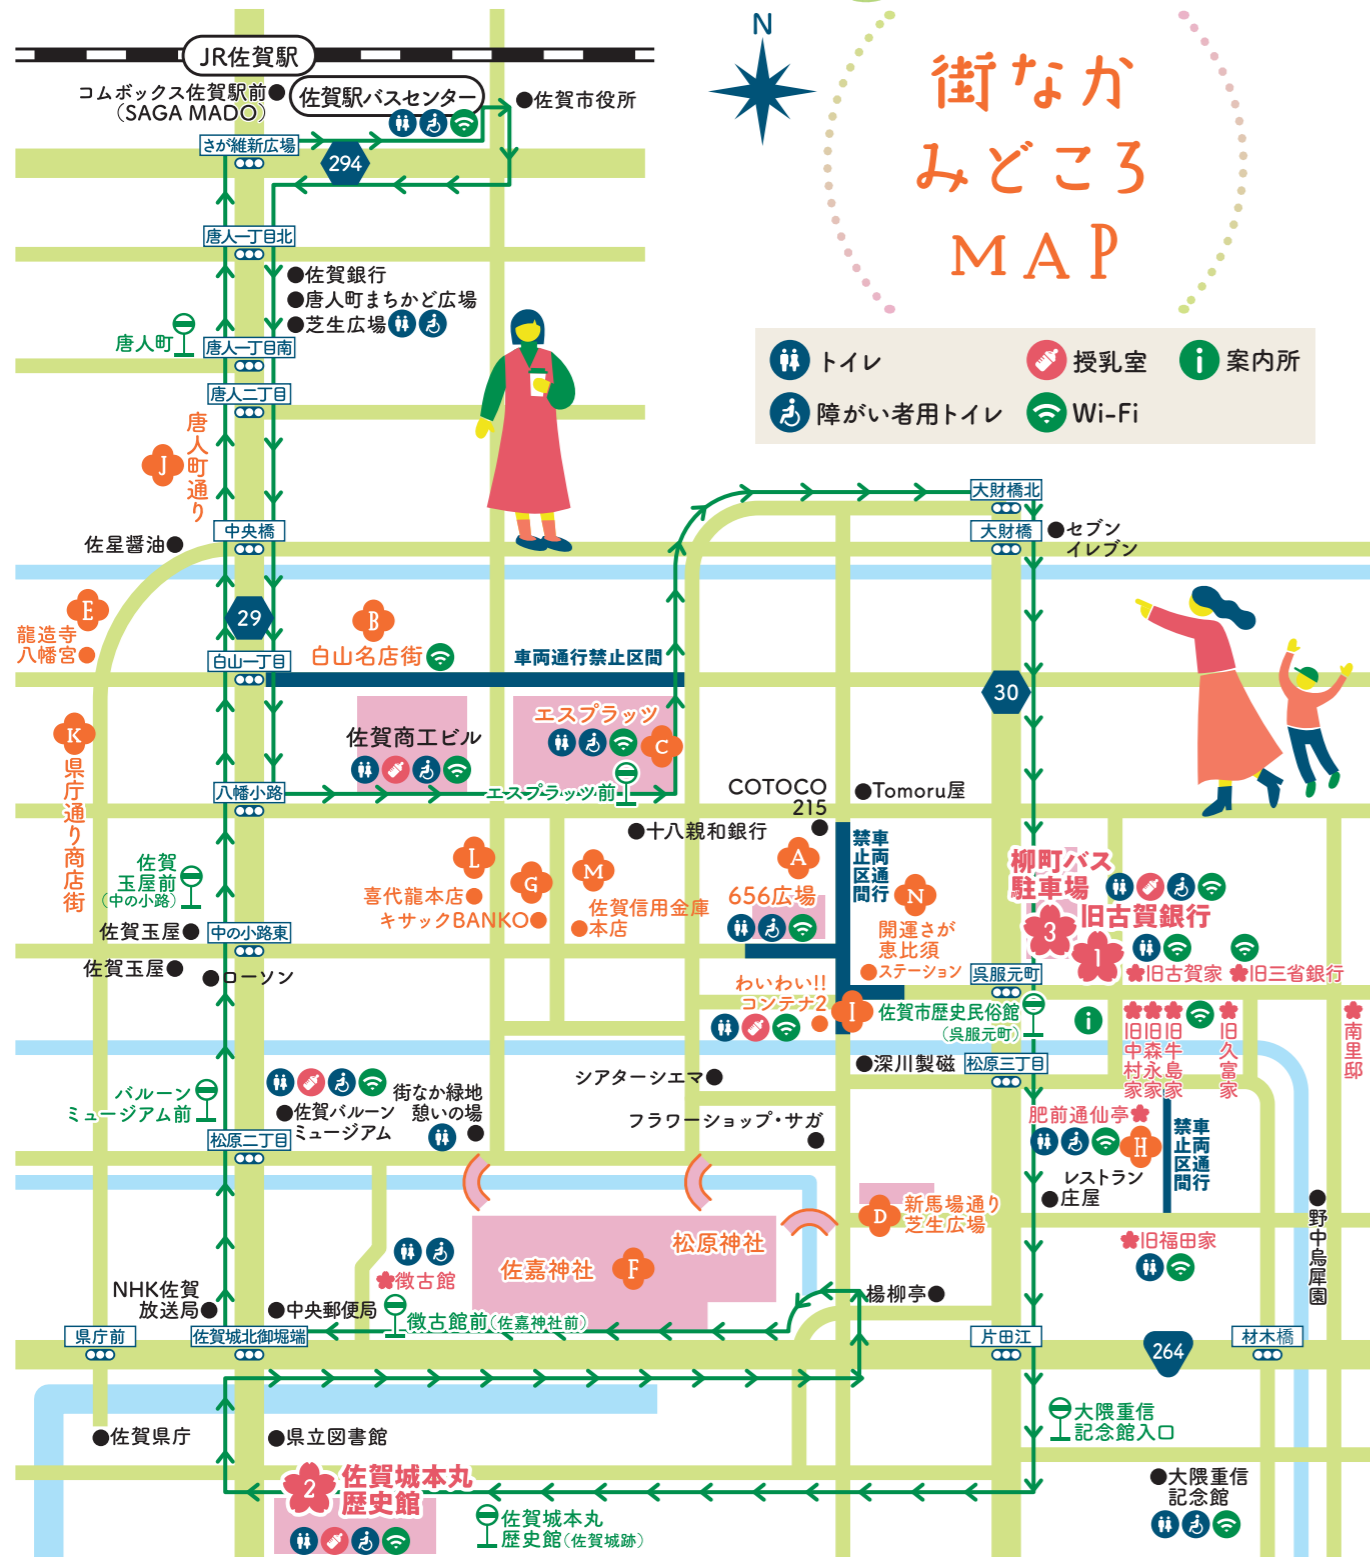 JR佐賀駅
コムボックス佐賀駅前
（SAGA MADO）
佐賀駅バスセンター
佐賀市役所
N
街なか
みどころ
MAP
さが維新広場
294
唐人一丁目北
佐賀銀行
唐人町まちかど広場
芝生広場
唐人町
唐人一丁目南
唐人二丁目
トイレ
授乳室
案内所
障がい者用トイレ
Wi-Fi
J
唐人町通り
中央橋
佐星醤油
大財橋北
大財橋
セブン
イレブン
E
龍造寺
八幡宮
29
B
白山名店街
車両通行禁止区間
白山一丁目
30
K
県庁通り商店街
佐賀商工ビル
エスプラッツ
C
エスプラッツ前
八幡小路
COTOCO
215
Tomoru屋
十八親和銀行
車両通行
禁止区間
佐賀
玉屋前
（中の小路）
L
喜代龍本店
G
キサックBANKO
M
佐賀信用金庫
本店
A
656広場
N
開運さが
恵比須
ステーション
柳町バス
駐車場
3
旧古賀銀行
1
旧古賀家
旧三省銀行
佐賀玉屋
中の小路東
佐賀玉屋
ローソン
わいわい!!
コンテナ2
I
呉服元町
佐賀市歴史民俗館
（呉服元町）
i
旧中村家
旧森永家
旧牛島家
旧久富家
南里邸
深川製磁
松原三丁目
バルーン
ミュージアム前
佐賀バルーン
ミュージアム
街なか緑地
憩いの場
シアターシエマ
フラワーショップ・サガ
松原二丁目
肥前通仙亭
H
車両通行
禁止区間
レストラン
庄屋
D
新馬場通り
芝生広場
野中烏犀園
旧福田家
徴古館
佐嘉神社
F
松原神社
NHK佐賀
放送局
中央郵便局
徴古館前（佐嘉神社前）
楊柳亭
県庁前
佐賀城北御堀端
片田江
264
材木橋
佐賀県庁
県立図書館
大隈重信
記念館入口
2
佐賀城本丸
歴史館
佐賀城本丸
歴史館（佐賀城跡）
大隈重信
記念館